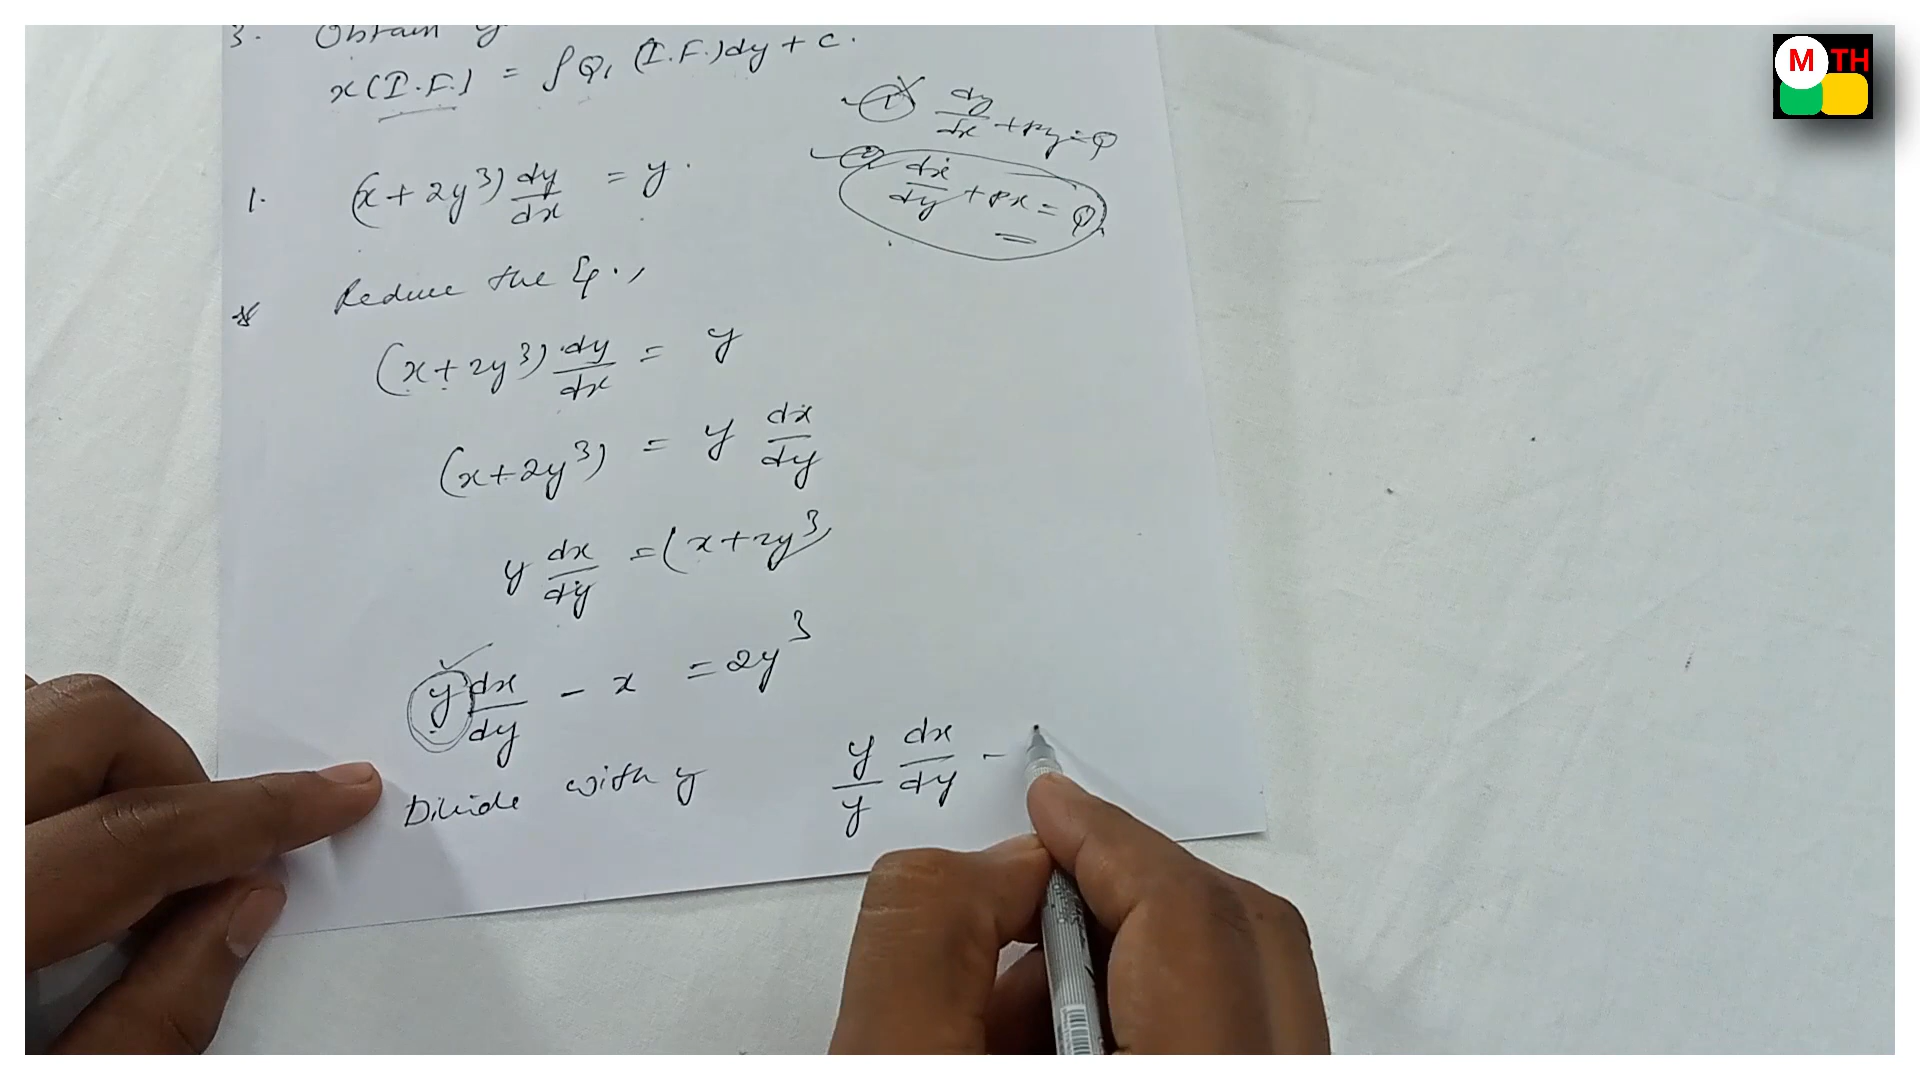 3. Obtain
x(I.F.) = ∫Q₁(I.F.)dy + c.
① dy/dx + Py = Q
② dx/dy + Px = Q
1. (x + 2y³) dy/dx = y.
* Reduce the Eq.,
(x + 2y³) dy/dx = y
(x + 2y³) = y dx/dy
y dx/dy = (x + 2y³)
y dx/dy - x = 2y³
Divide with y y/y dx/dy -
M TH